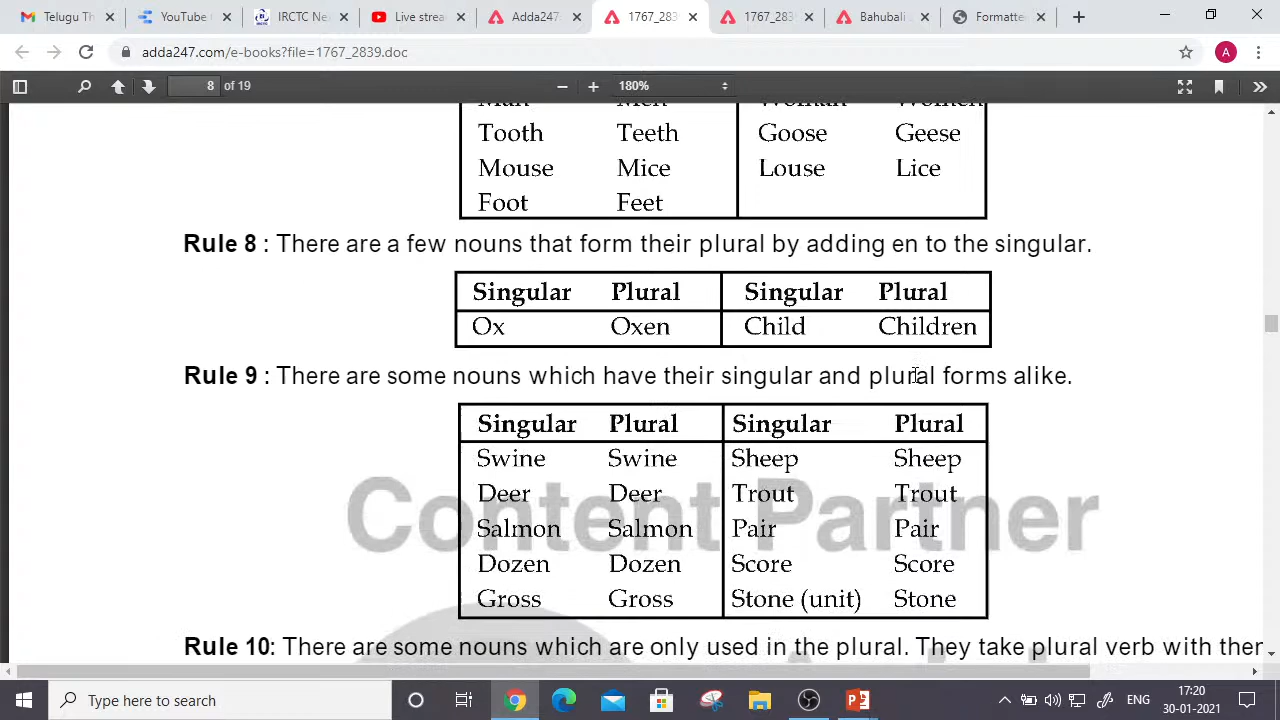 Telugu T
YouTube
IRCTC Ne
Live strea
Adda247
1767_283
1767_283
Bahubali
Formatte
adda247.com/e-books?file=1767_2839.doc
A
8 of 19
180%
Man Men Woman Women
Tooth Teeth Goose Geese
Mouse Mice Louse Lice
Foot Feet
Rule 8 : There are a few nouns that form their plural by adding en to the singular.
Singular Plural Singular Plural
Ox Oxen Child Children
Rule 9 : There are some nouns which have their singular and plural forms alike.
Singular Plural Singular Plural
Swine Swine Sheep Sheep
Deer Deer Trout Trout
Content Partner
Salmon Salmon Pair Pair
Dozen Dozen Score Score
Gross Gross Stone (unit) Stone
Rule 10: There are some nouns which are only used in the plural. They take plural verb with ther
Type here to search
ENG
17:20
30-01-2021